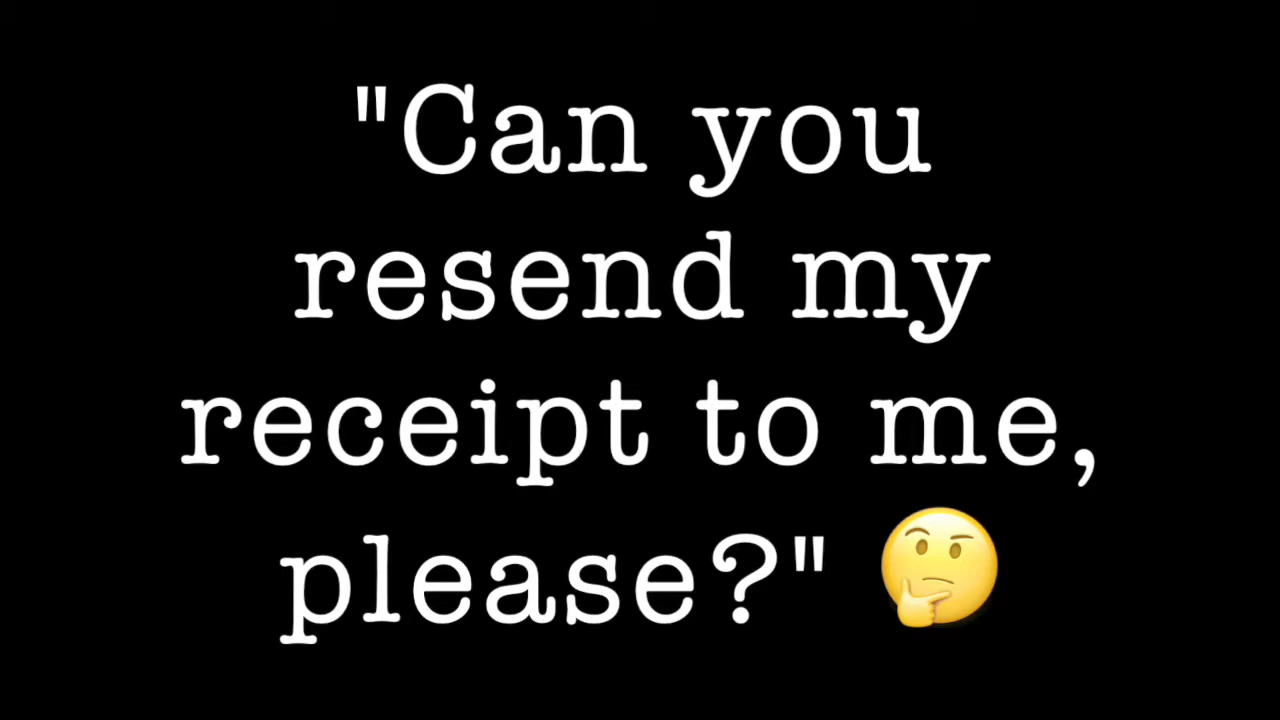 "Can you
resend my
receipt to me,
please?" 🤔